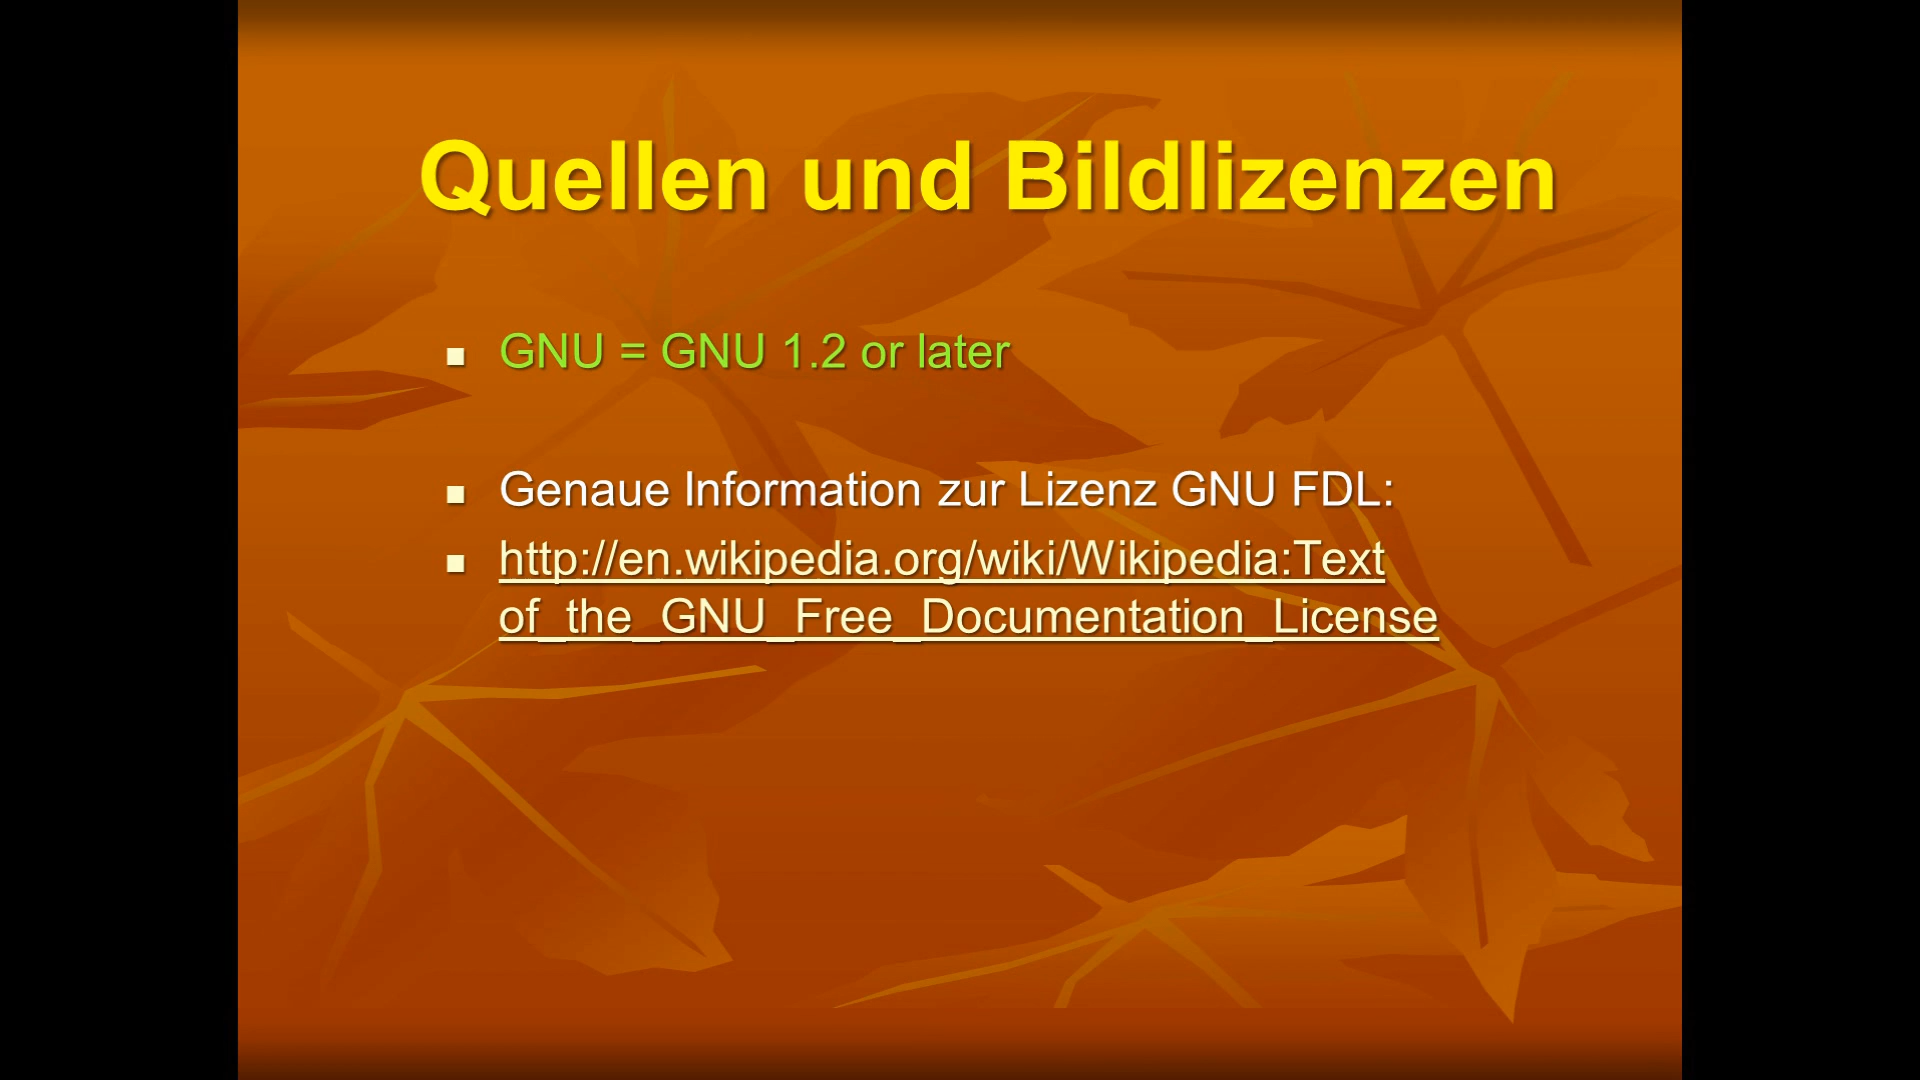 Quellen und Bildlizenzen
GNU = GNU 1.2 or later
Genaue Information zur Lizenz GNU FDL:
http://en.wikipedia.org/wiki/Wikipedia:Text
of_the_GNU_Free_Documentation_License